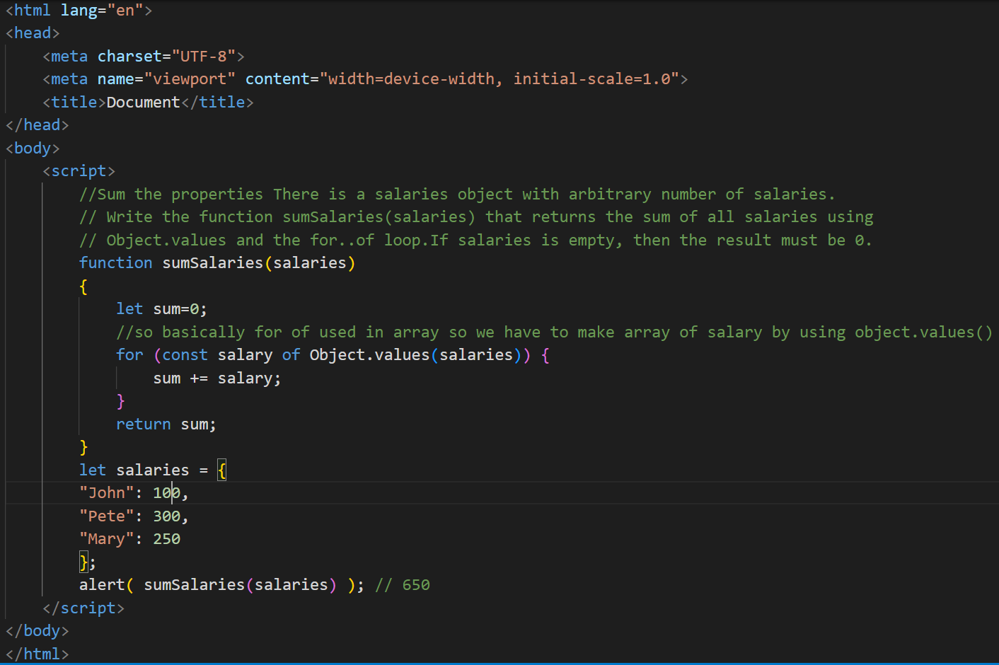 <html lang="en">
<head>
    <meta charset="UTF-8">
    <meta name="viewport" content="width=device-width, initial-scale=1.0">
    <title>Document</title>
</head>
<body>
    <script>
        //Sum the properties There is a salaries object with arbitrary number of salaries.
        // Write the function sumSalaries(salaries) that returns the sum of all salaries using
        // Object.values and the for..of loop.If salaries is empty, then the result must be 0.
        function sumSalaries(salaries)
        {
            let sum=0;
            //so basically for of used in array so we have to make array of salary by using object.values()
            for (const salary of Object.values(salaries)) {
                sum += salary;
            }
            return sum;
        }
        let salaries = {
        "John": 100,
        "Pete": 300,
        "Mary": 250
        };
        alert( sumSalaries(salaries) ); // 650
    </script>
</body>
</html>